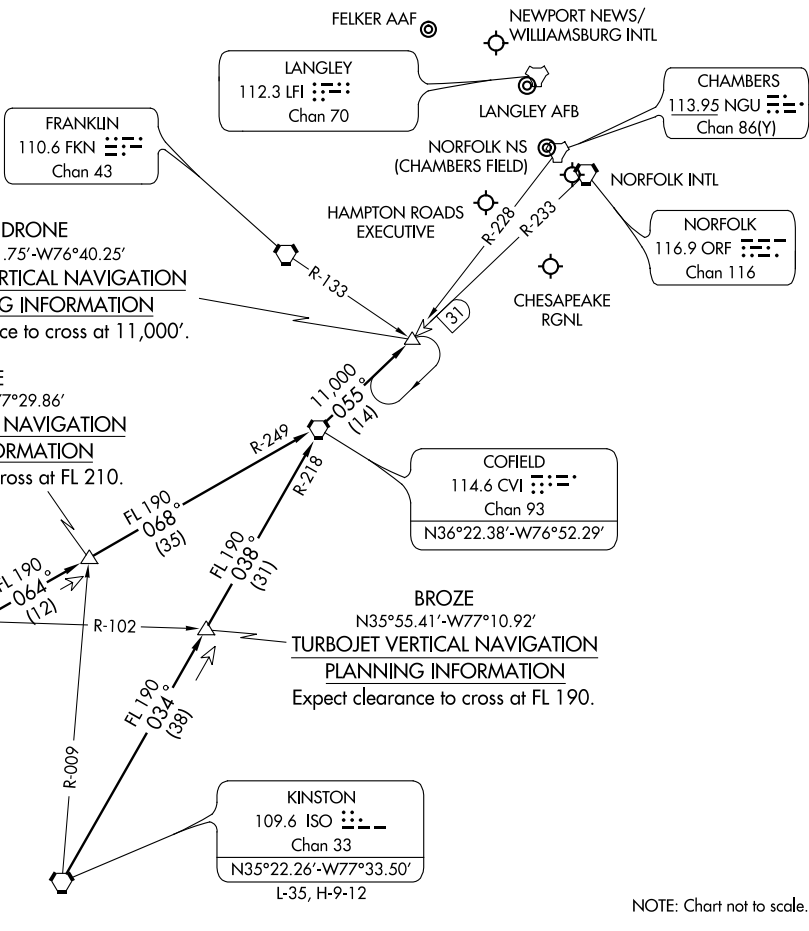 FELKER AAF
NEWPORT NEWS/
WILLIAMSBURG INTL
LANGLEY
112.3 LFI
Chan 70
LANGLEY AFB
CHAMBERS
113.95 NGU
Chan 86(Y)
FRANKLIN
110.6 FKN
Chan 43
NORFOLK NS
(CHAMBERS FIELD)
NORFOLK INTL
HAMPTON ROADS
EXECUTIVE
R-228
R-233
NORFOLK
116.9 ORF
Chan 116
CHESAPEAKE
RGNL
DRONE
.75'-W76°40.25'
RTICAL NAVIGATION
G INFORMATION
ce to cross at 11,000'.
R-133
31
E
7°29.86'
NAVIGATION
ORMATION
ross at FL 210.
11,000
055°
(14)
R-249
R-218
COFIELD
114.6 CVI
Chan 93
N36°22.38'-W76°52.29'
FL 190
068°
(35)
FL 190
038°
(31)
FL 190
064°
(12)
R-102
BROZE
N35°55.41'-W77°10.92'
TURBOJET VERTICAL NAVIGATION
PLANNING INFORMATION
Expect clearance to cross at FL 190.
FL 190
034°
(38)
R-009
KINSTON
109.6 ISO
Chan 33
N35°22.26'-W77°33.50'
L-35, H-9-12
NOTE: Chart not to scale.